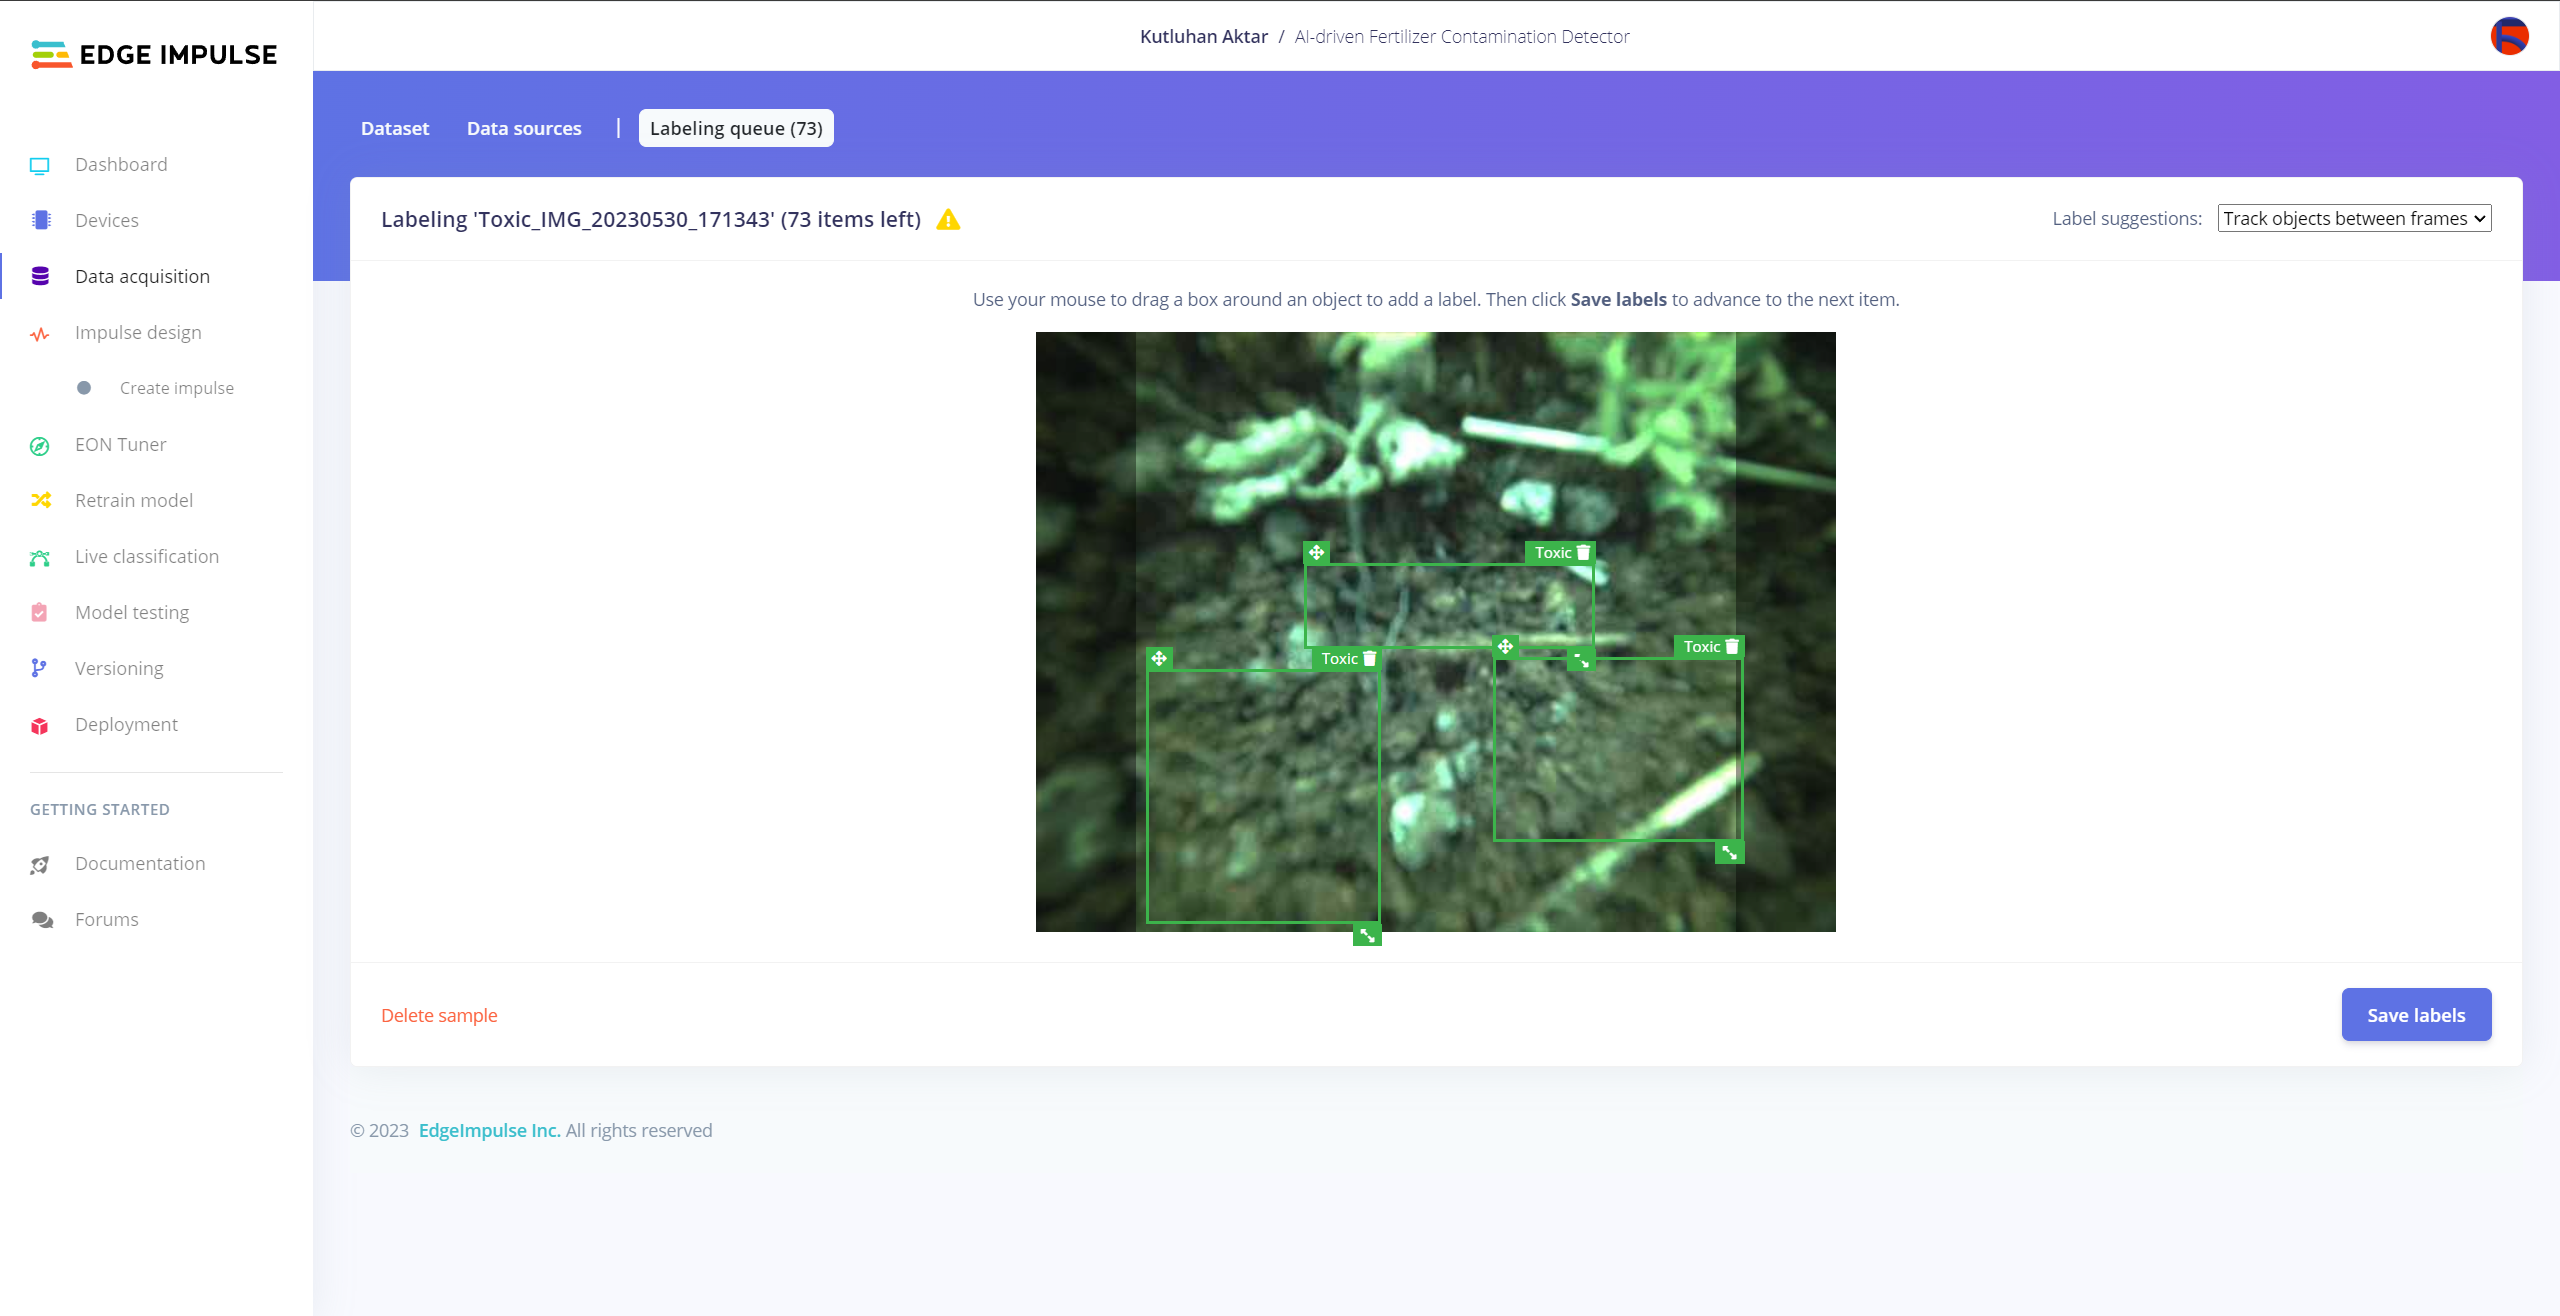 EDGE IMPULSE
Kutluhan Aktar / AI-driven Fertilizer Contamination Detector
Dashboard
Devices
Data acquisition
Impulse design
Create impulse
EON Tuner
Retrain model
Live classification
Model testing
Versioning
Deployment
GETTING STARTED
Documentation
Forums
Dataset Data sources | Labeling queue (73)
Labeling 'Toxic_IMG_20230530_171343' (73 items left)
Label suggestions: Track objects between frames
Use your mouse to drag a box around an object to add a label. Then click Save labels to advance to the next item.
Toxic
Toxic
Toxic
Delete sample
Save labels
© 2023 EdgeImpulse Inc. All rights reserved